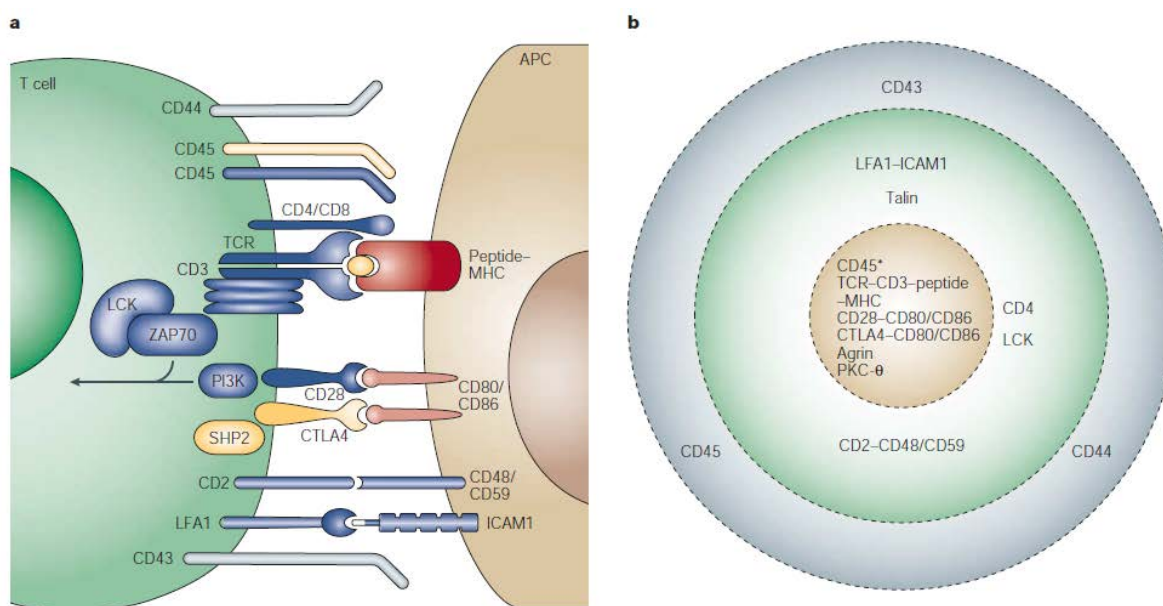 a
T cell
APC
CD44
CD45
CD45
CD4/CD8
TCR
CD3
Peptide–
MHC
LCK
ZAP70
PI3K
CD28
CD80/
CD86
SHP2
CTLA4
CD2
CD48/
CD59
LFA1
ICAM1
CD43
b
CD43
LFA1–ICAM1
Talin
CD45*
TCR–CD3–peptide
–MHC
CD28–CD80/CD86
CTLA4–CD80/CD86
Agrin
PKC-θ
CD4
LCK
CD2–CD48/CD59
CD45
CD44